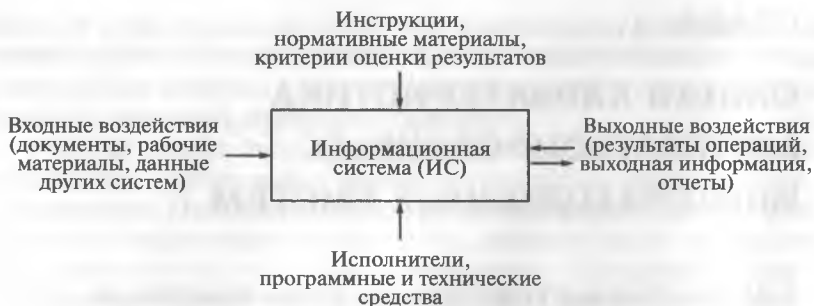 Инструкции,
нормативные материалы,
критерии оценки результатов
Входные воздействия
(документы, рабочие
материалы, данные
других систем)
Информационная
система (ИС)
Выходные воздействия
(результаты операций,
выходная информация,
отчеты)
Исполнители,
программные и технические
средства